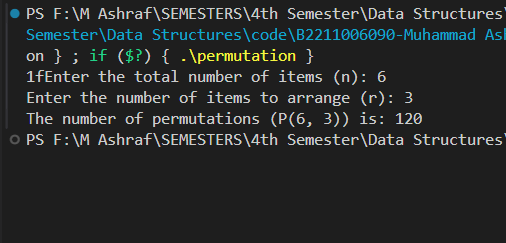 PS F:\M Ashraf\SEMESTERS\4th Semester\Data Structures\
Semester\Data Structures\code\B2211006090-Muhammad Ash
on } ; if ($?) { .\permutation }
1fEnter the total number of items (n): 6
Enter the number of items to arrange (r): 3
The number of permutations (P(6, 3)) is: 120
PS F:\M Ashraf\SEMESTERS\4th Semester\Data Structures\